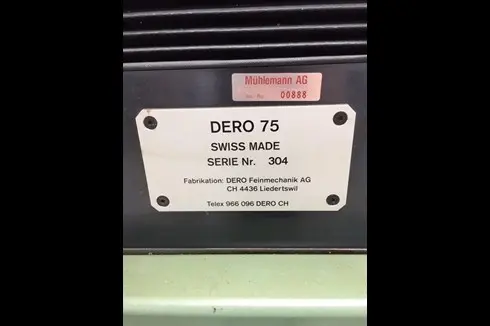 Mühlemann AG
00888
DERO 75
SWISS MADE
SERIE Nr. 304
Fabrikation: DERO Feinmechanik AG
CH 4436 Liedertswil
Telex 966 096 DERO CH